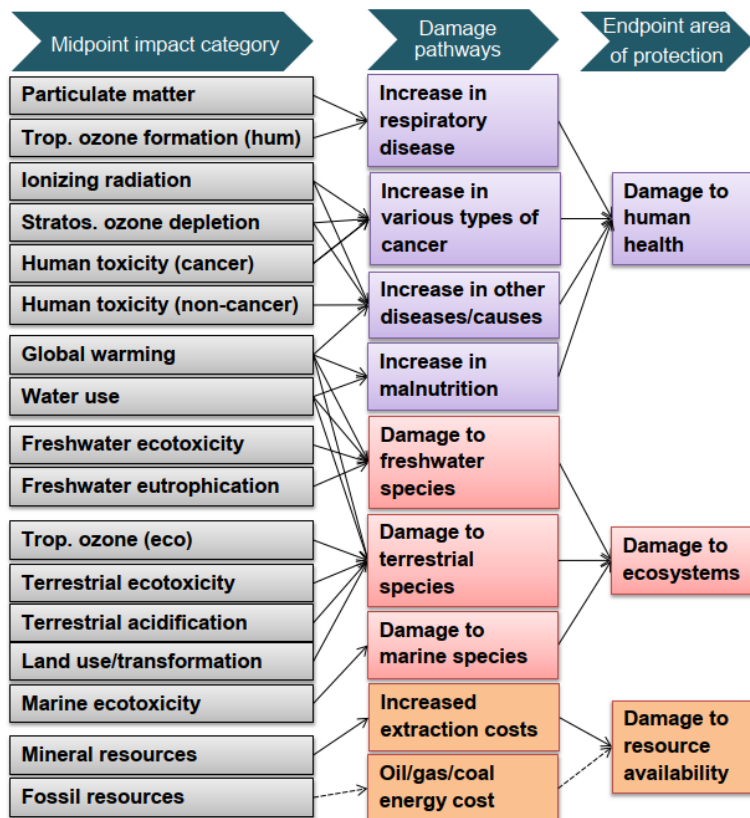 Midpoint impact category
Damage
pathways
Endpoint area
of protection
Particulate matter
Trop. ozone formation (hum)
Ionizing radiation
Stratos. ozone depletion
Human toxicity (cancer)
Human toxicity (non-cancer)
Global warming
Water use
Freshwater ecotoxicity
Freshwater eutrophication
Trop. ozone (eco)
Terrestrial ecotoxicity
Terrestrial acidification
Land use/transformation
Marine ecotoxicity
Mineral resources
Fossil resources
Increase in
respiratory
disease
Increase in
various types of
cancer
Increase in other
diseases/causes
Increase in
malnutrition
Damage to
freshwater
species
Damage to
terrestrial
species
Damage to
marine species
Increased
extraction costs
Oil/gas/coal
energy cost
Damage to
human
health
Damage to
ecosystems
Damage to
resource
availability